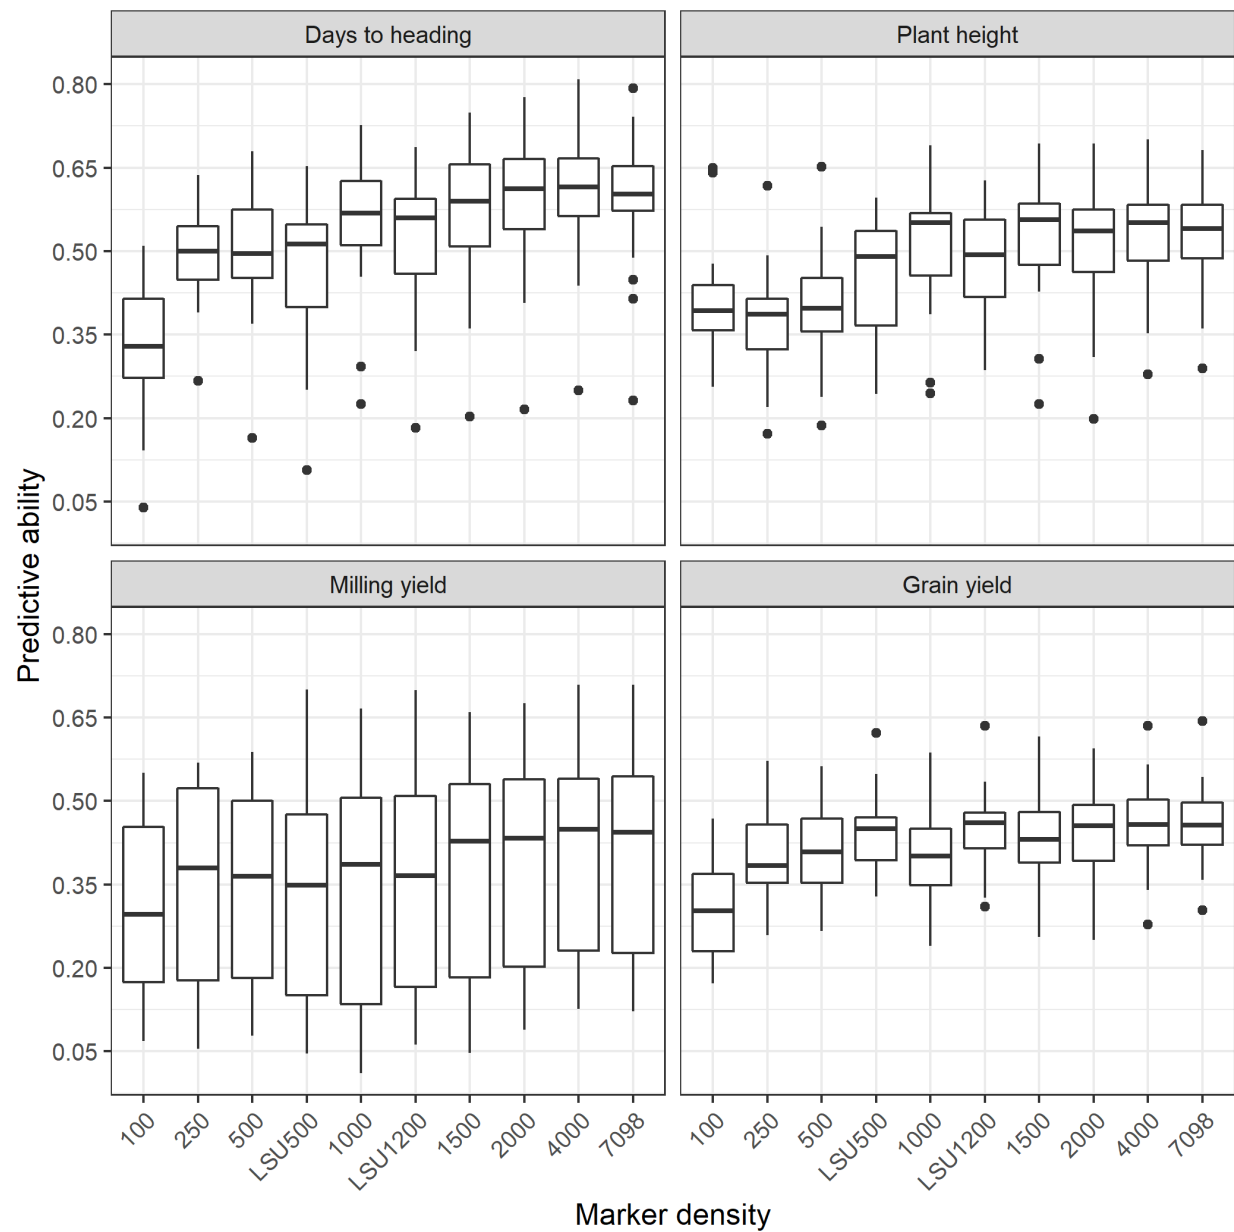 Days to heading
Plant height
0.80
0.65
0.50
0.35
0.20
0.05
Milling yield
Grain yield
0.80
0.65
0.50
0.35
0.20
0.05
Predictive ability
100 250 500 LSU500 1000 LSU1200 1500 2000 4000 7098
100 250 500 LSU500 1000 LSU1200 1500 2000 4000 7098
Marker density